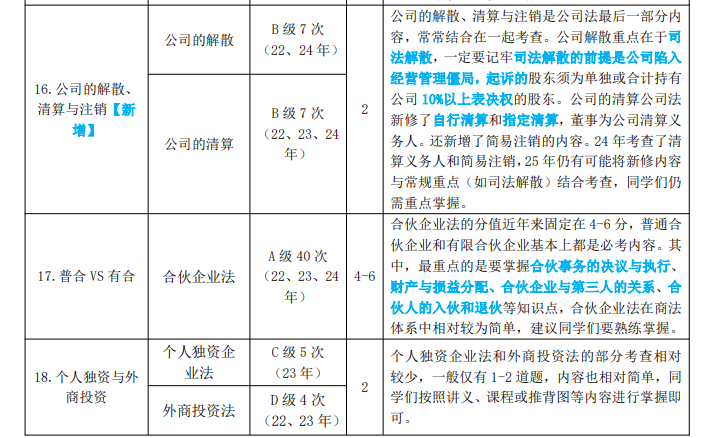 16.公司的解散、
清算与注销【新
增】
公司的解散
B 级 7 次
（22、24 年）
公司的清算
B 级 7 次
（22、23、24
年）
2
公司的解散、清算与注销是公司法最后一部分内
容，常常结合在一起考查。公司解散重点在于司
法解散，一定要记牢司法解散的前提是公司陷入
经营管理僵局，起诉的股东须为单独或合计持有
公司 10%以上表决权的股东。公司的清算公司法
新修了自行清算和指定清算，董事为公司清算义
务人。还新增了简易注销的内容。24 年考查了清
算义务人和简易注销，25 年仍有可能将新修内容
与常规重点（如司法解散）结合考查，同学们仍
需重点掌握。
17.普合 VS 有合
合伙企业法
A 级 40 次
（22、23、24
年）
4-6
合伙企业法的分值近年来固定在 4-6 分，普通合
伙企业和有限合伙企业基本上都是必考内容。其
中，最重点的是要掌握合伙事务的决议与执行、
财产与损益分配、合伙企业与第三人的关系、合
伙人的入伙和退伙等知识点，合伙企业法在商法
体系中相对较为简单，建议同学们要熟练掌握。
18.个人独资与外
商投资
个人独资企
业法
C 级 5 次
（23 年）
外商投资法
D 级 4 次
（22、23 年）
2
个人独资企业法和外商投资法的部分考查相对
较少，一般仅有 1-2 道题，内容也相对简单，同
学们按照讲义、课程或推背图等内容进行掌握即
可。